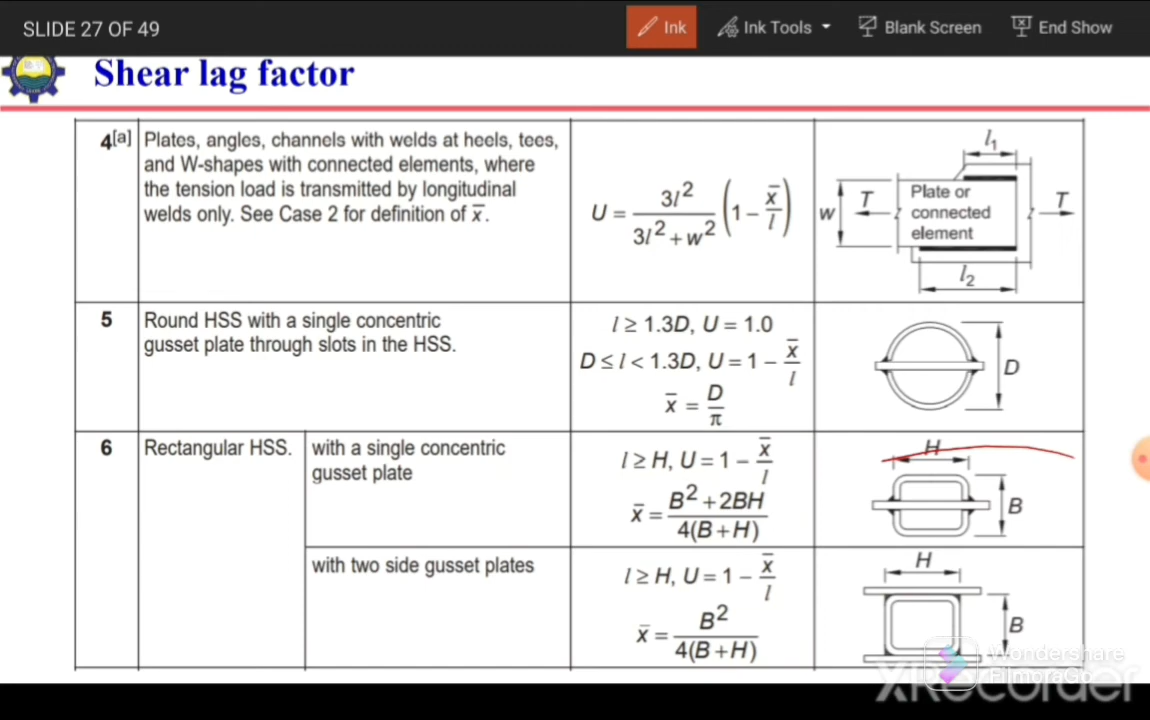 SLIDE 27 OF 49
Ink
Ink Tools
Blank Screen
End Show
Shear lag factor
4[a]
Plates, angles, channels with welds at heels, tees,
and W-shapes with connected elements, where
the tension load is transmitted by longitudinal
welds only. See Case 2 for definition of x̄.
U = 3l²/(3l² + w²) (1 − x̄/l)
l₁
w
T
Plate or
connected
element
T
l₂
5
Round HSS with a single concentric
gusset plate through slots in the HSS.
l ≥ 1.3D, U = 1.0
D ≤ l < 1.3D, U = 1 − x̄/l
x̄ = D/π
D
6
Rectangular HSS.
with a single concentric
gusset plate
l ≥ H, U = 1 − x̄/l
x̄ = (B² + 2BH)/4(B + H)
H
B
with two side gusset plates
l ≥ H, U = 1 − x̄/l
x̄ = B²/4(B + H)
H
B
Wondershare
FilmoraGo
XRecorder